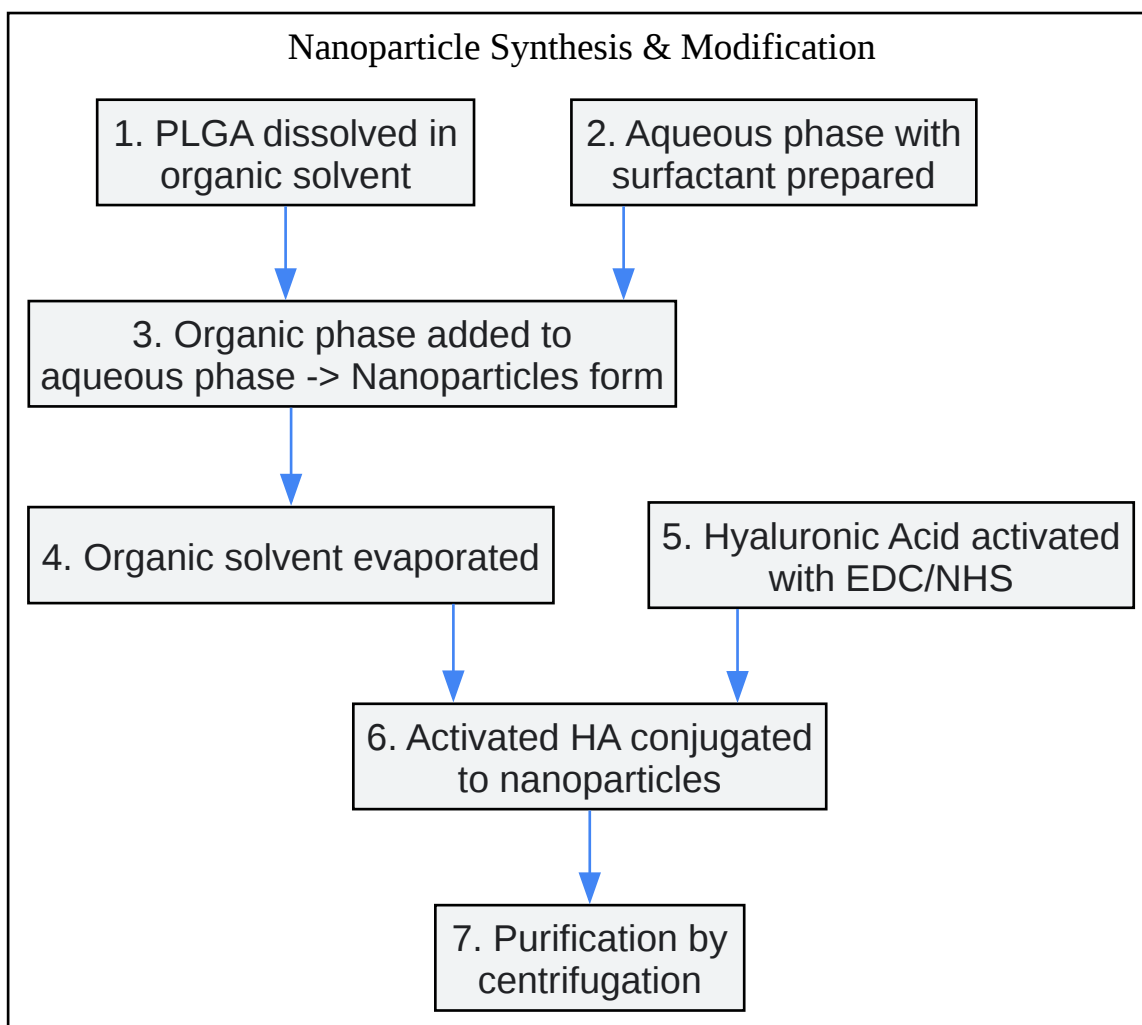 Nanoparticle Synthesis & Modification
1. PLGA dissolved in
organic solvent
2. Aqueous phase with
surfactant prepared
3. Organic phase added to
aqueous phase -> Nanoparticles form
4. Organic solvent evaporated
5. Hyaluronic Acid activated
with EDC/NHS
6. Activated HA conjugated
to nanoparticles
7. Purification by
centrifugation